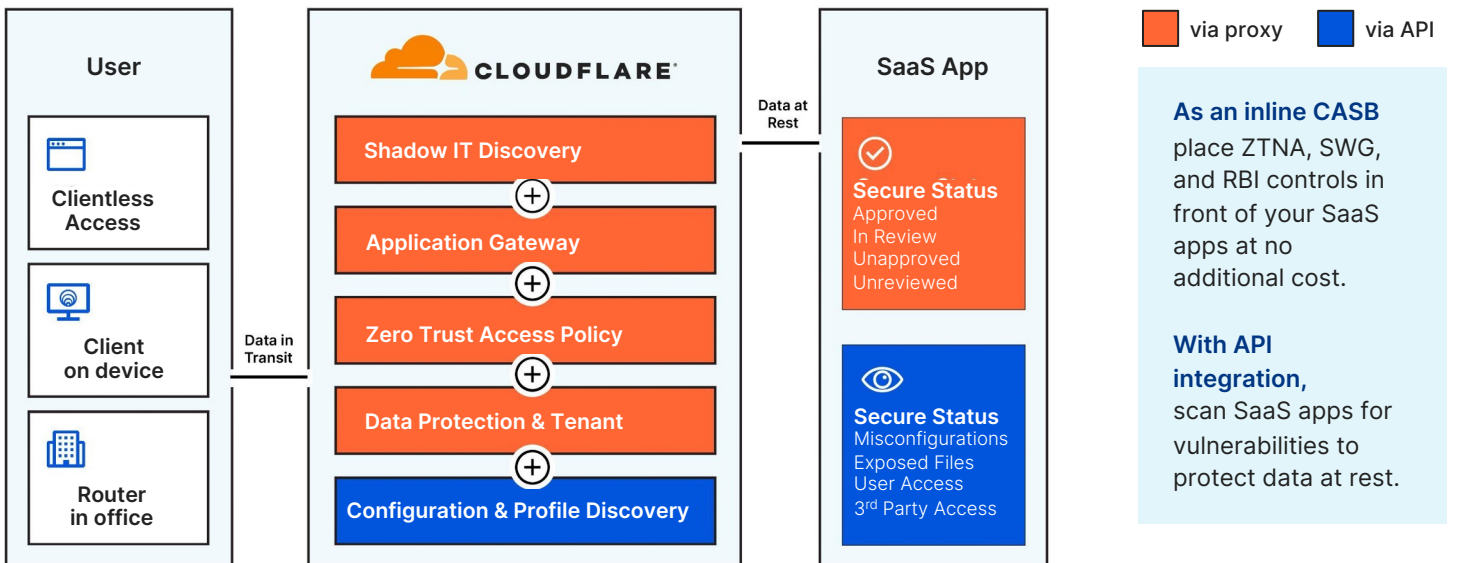 User
Clientless
Access
Client
on device
Router
in office
Data in
Transit
CLOUDFLARE
Shadow IT Discovery
Application Gateway
Zero Trust Access Policy
Data Protection & Tenant
Configuration & Profile Discovery
Data at
Rest
SaaS App
Secure Status
Approved
In Review
Unapproved
Unreviewed
Secure Status
Misconfigurations
Exposed Files
User Access
3rd Party Access
via proxy
via API
As an inline CASB
place ZTNA, SWG,
and RBI controls in
front of your SaaS
apps at no
additional cost.
With API
integration,
scan SaaS apps for
vulnerabilities to
protect data at rest.